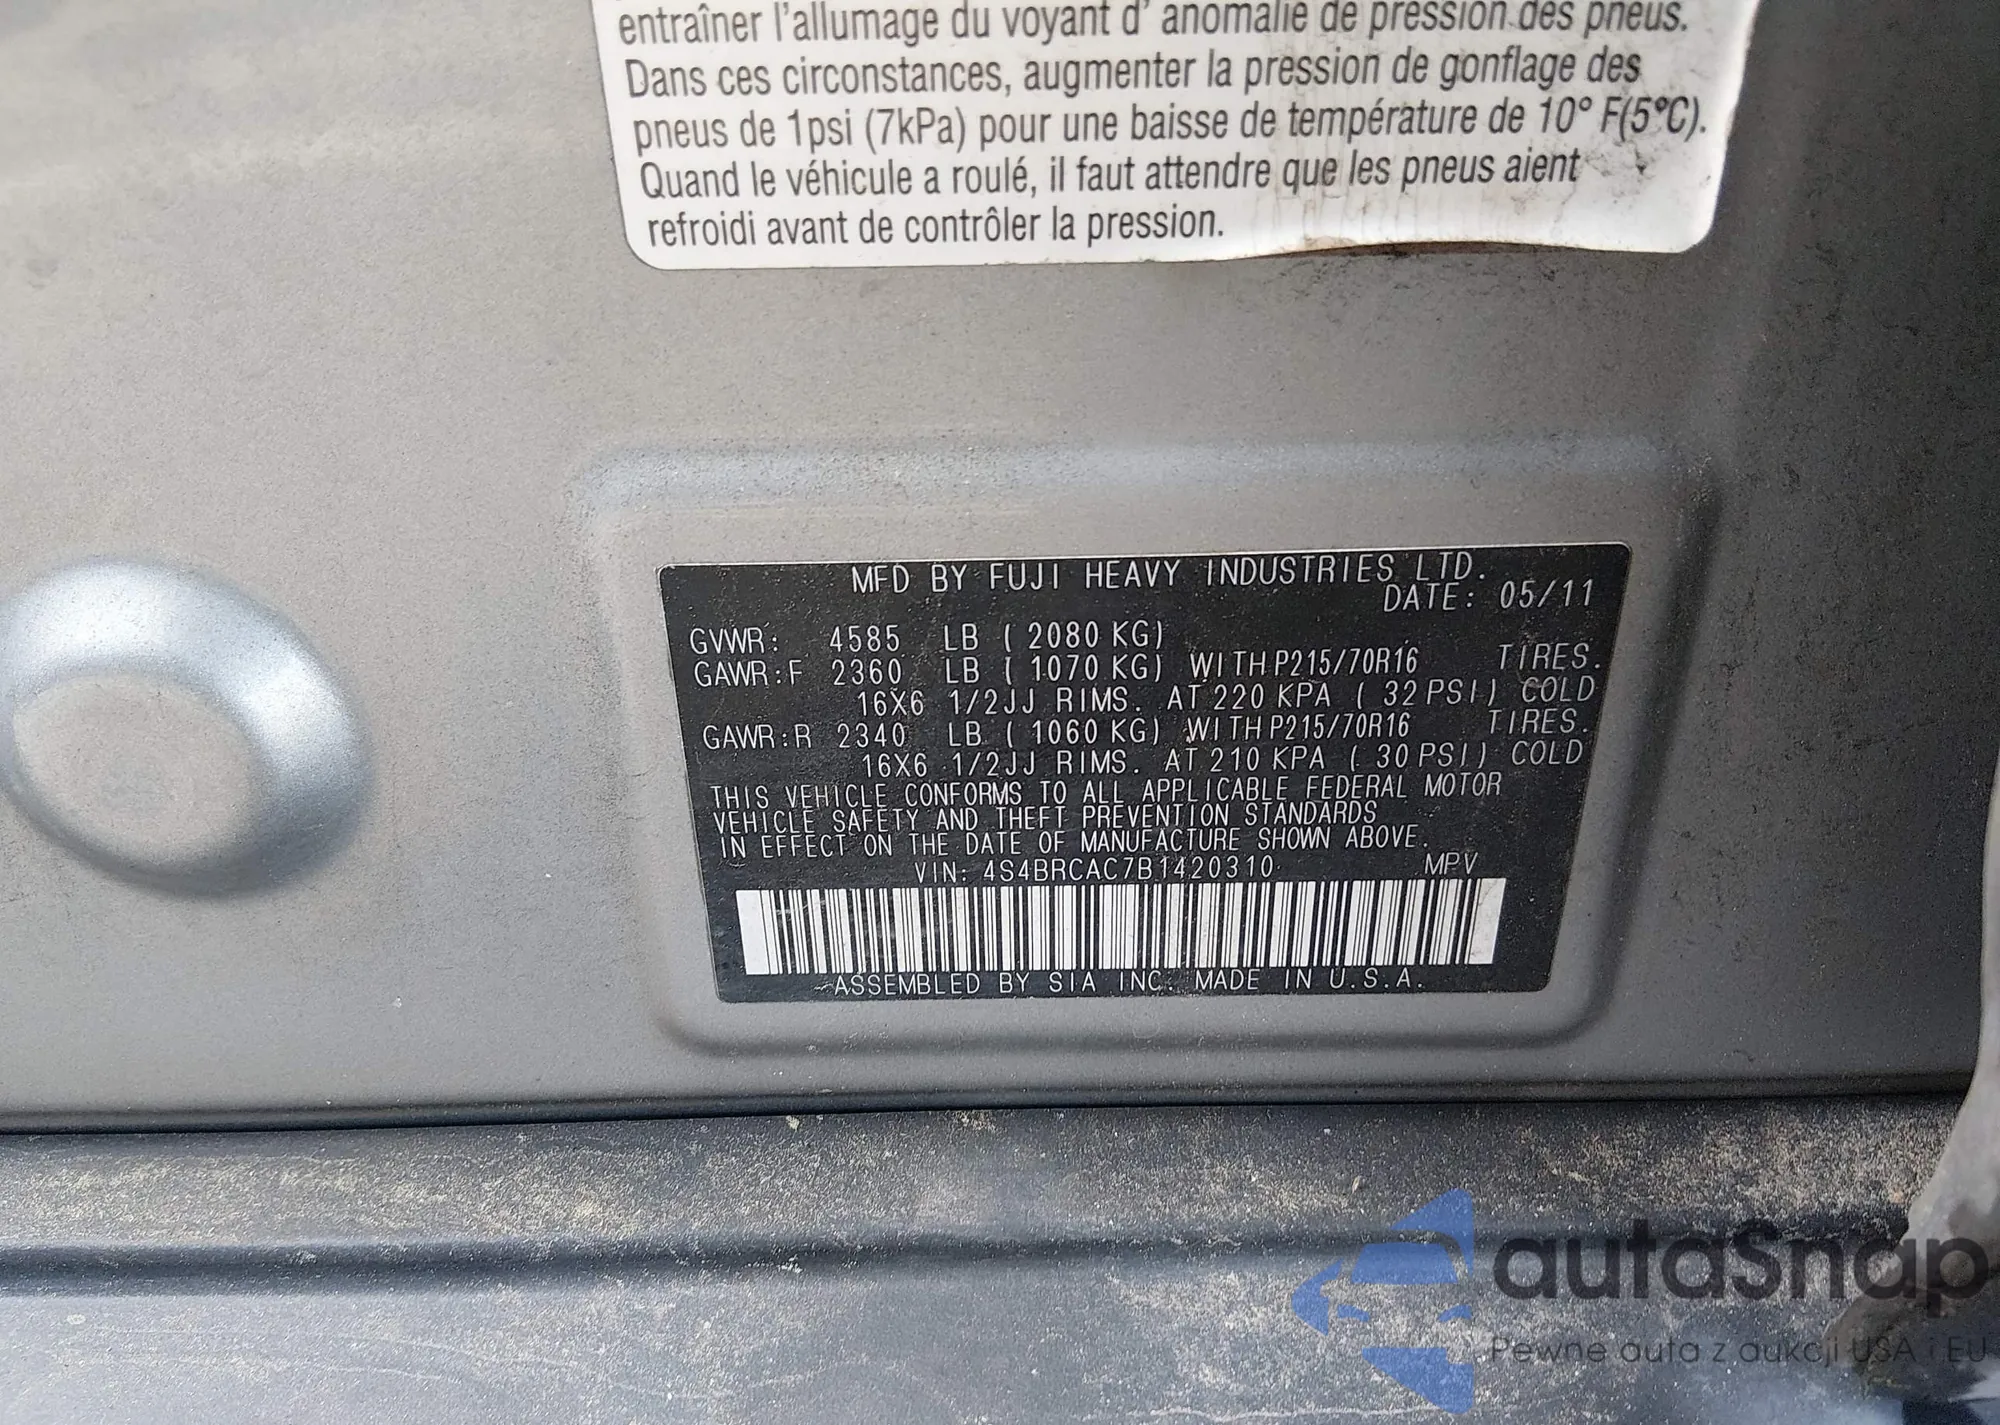 entraîner l'allumage du voyant d' anomalie de pression des pneus.
Dans ces circonstances, augmenter la pression de gonflage des
pneus de 1psi (7kPa) pour une baisse de température de 10° F(5°C).
Quand le véhicule a roulé, il faut attendre que les pneus aient
refroidi avant de contrôler la pression.
MFD BY FUJI HEAVY INDUSTRIES LTD.
DATE: 05/11
GVWR: 4585 LB ( 2080 KG)
GAWR:F 2360 LB ( 1070 KG) WITH P215/70R16 TIRES.
16X6 1/2JJ RIMS. AT 220 KPA ( 32 PSI) COLD
GAWR:R 2340 LB ( 1060 KG) WITH P215/70R16 TIRES.
16X6 1/2JJ RIMS. AT 210 KPA ( 30 PSI) COLD
THIS VEHICLE CONFORMS TO ALL APPLICABLE FEDERAL MOTOR
VEHICLE SAFETY AND THEFT PREVENTION STANDARDS
IN EFFECT ON THE DATE OF MANUFACTURE SHOWN ABOVE.
VIN: 4S4BRCAC7B1420310 MPV
ASSEMBLED BY SIA INC. MADE IN U.S.A.
autaSnap
Pewne auta z aukcji USA i EU